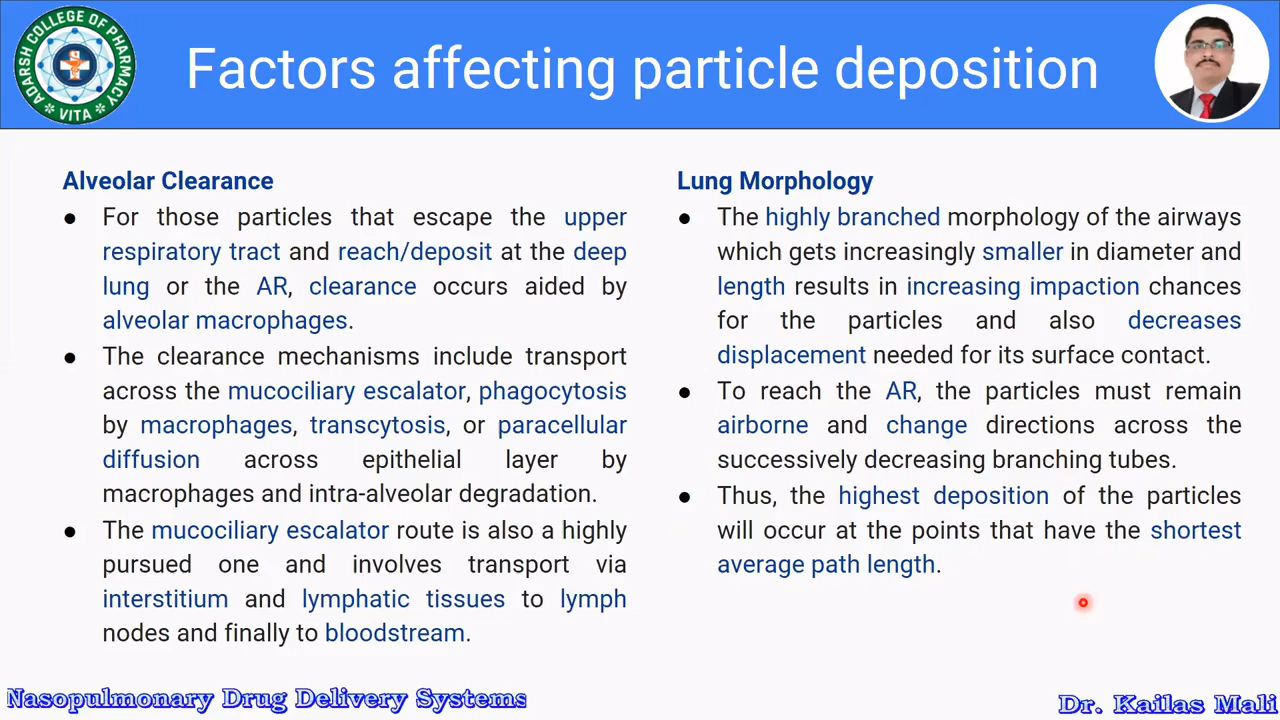 ADARSH COLLEGE OF PHARMACY
VITA
Factors affecting particle deposition
Alveolar Clearance
● For those particles that escape the upper
respiratory tract and reach/deposit at the deep
lung or the AR, clearance occurs aided by
alveolar macrophages.
● The clearance mechanisms include transport
across the mucociliary escalator, phagocytosis
by macrophages, transcytosis, or paracellular
diffusion across epithelial layer by
macrophages and intra-alveolar degradation.
● The mucociliary escalator route is also a highly
pursued one and involves transport via
interstitium and lymphatic tissues to lymph
nodes and finally to bloodstream.
Lung Morphology
● The highly branched morphology of the airways
which gets increasingly smaller in diameter and
length results in increasing impaction chances
for the particles and also decreases
displacement needed for its surface contact.
● To reach the AR, the particles must remain
airborne and change directions across the
successively decreasing branching tubes.
● Thus, the highest deposition of the particles
will occur at the points that have the shortest
average path length.
Nasopulmonary Drug Delivery Systems
Dr. Kailas Mali